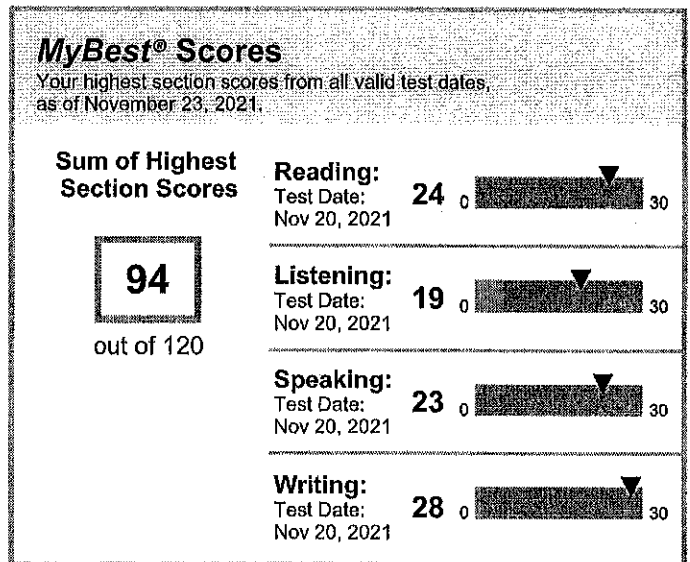 MyBest® Scores
Your highest section scores from all valid test dates,
as of November 23, 2021.
Sum of Highest
Section Scores
94
out of 120
Reading:
Test Date:
Nov 20, 2021
24
0
30
Listening:
Test Date:
Nov 20, 2021
19
0
30
Speaking:
Test Date:
Nov 20, 2021
23
0
30
Writing:
Test Date:
Nov 20, 2021
28
0
30